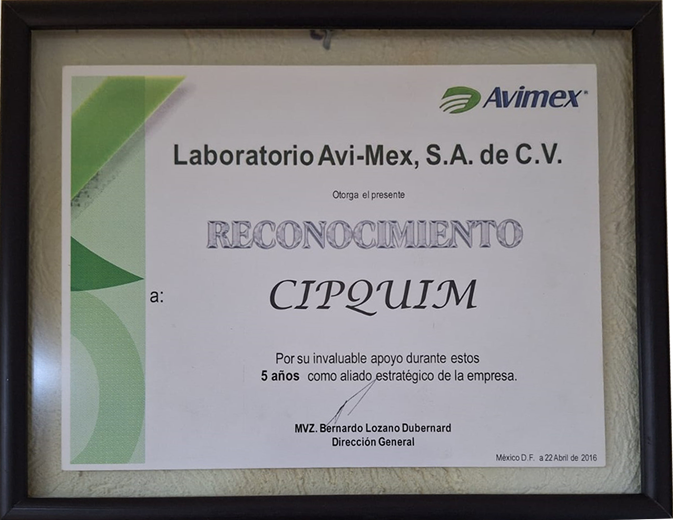 Avimex®
Laboratorio Avi-Mex, S.A. de C.V.
Otorga el presente
RECONOCIMIENTO
a: CIPQUIM
Por su invaluable apoyo durante estos
5 años como aliado estratégico de la empresa.
MVZ. Bernardo Lozano Dubernard
Dirección General
México D.F. a 22 Abril de 2016